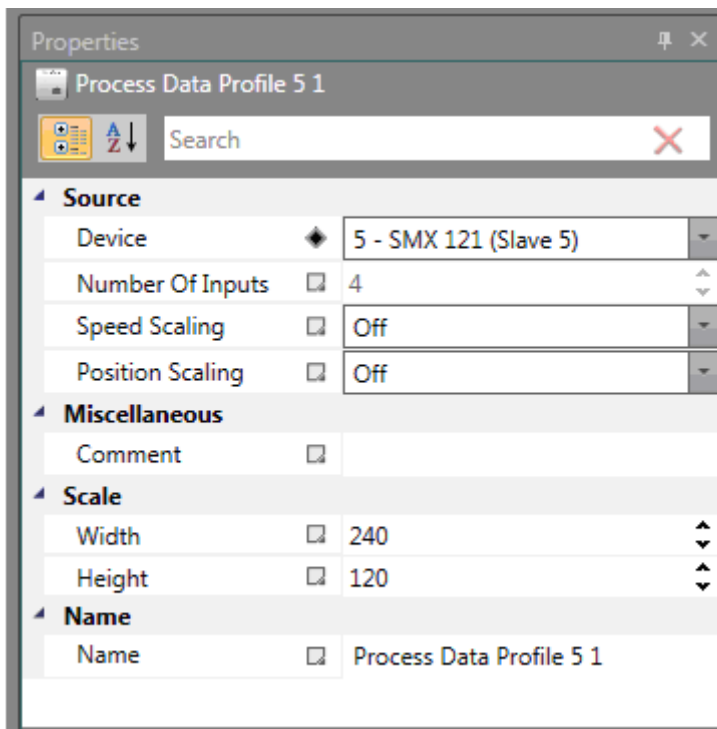 Properties
Process Data Profile 5 1
A Z Search
Source
Device 5 - SMX 121 (Slave 5)
Number Of Inputs 4
Speed Scaling Off
Position Scaling Off
Miscellaneous
Comment
Scale
Width 240
Height 120
Name
Name Process Data Profile 5 1